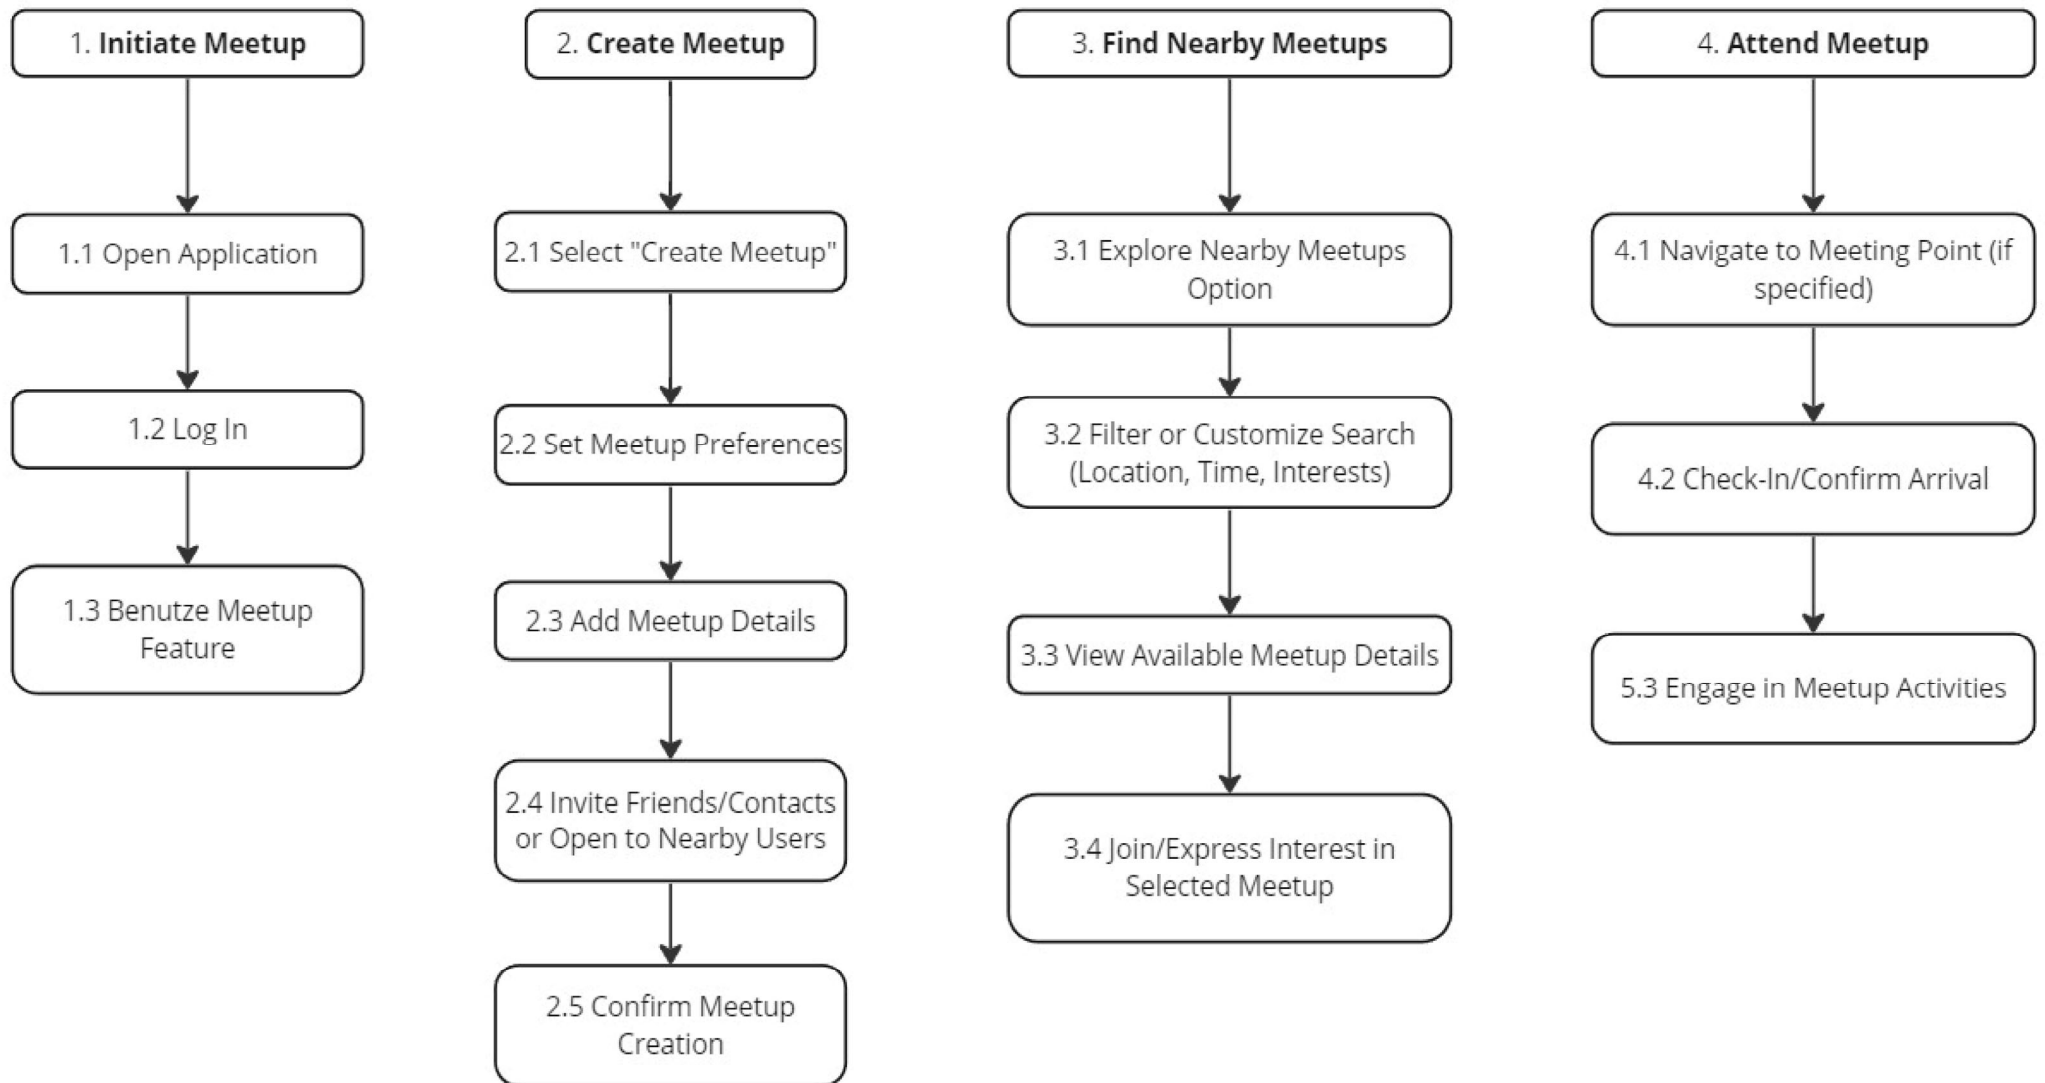 1. Initiate Meetup
1.1 Open Application
1.2 Log In
1.3 Benutze Meetup
Feature
2. Create Meetup
2.1 Select "Create Meetup"
2.2 Set Meetup Preferences
2.3 Add Meetup Details
2.4 Invite Friends/Contacts
or Open to Nearby Users
2.5 Confirm Meetup
Creation
3. Find Nearby Meetups
3.1 Explore Nearby Meetups
Option
3.2 Filter or Customize Search
(Location, Time, Interests)
3.3 View Available Meetup Details
3.4 Join/Express Interest in
Selected Meetup
4. Attend Meetup
4.1 Navigate to Meeting Point (if
specified)
4.2 Check-In/Confirm Arrival
5.3 Engage in Meetup Activities